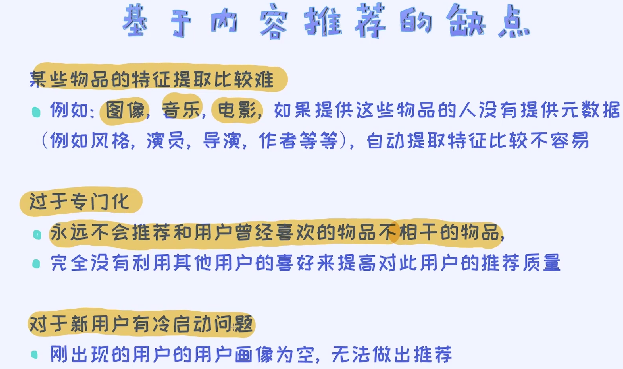 基于内容推荐的缺点
某些物品的特征提取比较难
例如: 图像, 音乐, 电影, 如果提供这些物品的人没有提供元数据
(例如风格, 演员, 导演, 作者等等), 自动提取特征比较不容易
过于专门化
永远不会推荐和用户曾经喜欢的物品不相干的物品,
完全没有利用其他用户的喜好来提高对此用户的推荐质量
对于新用户有冷启动问题
刚出现的用户的用户画像为空, 无法做出推荐